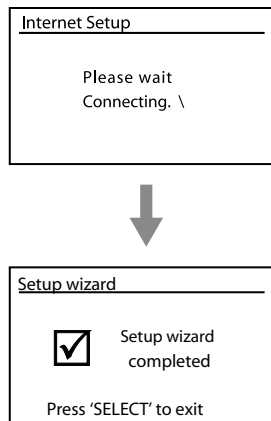 Internet Setup
Please wait
Connecting. \
Setup wizard
Setup wizard
completed
Press ‘SELECT’ to exit